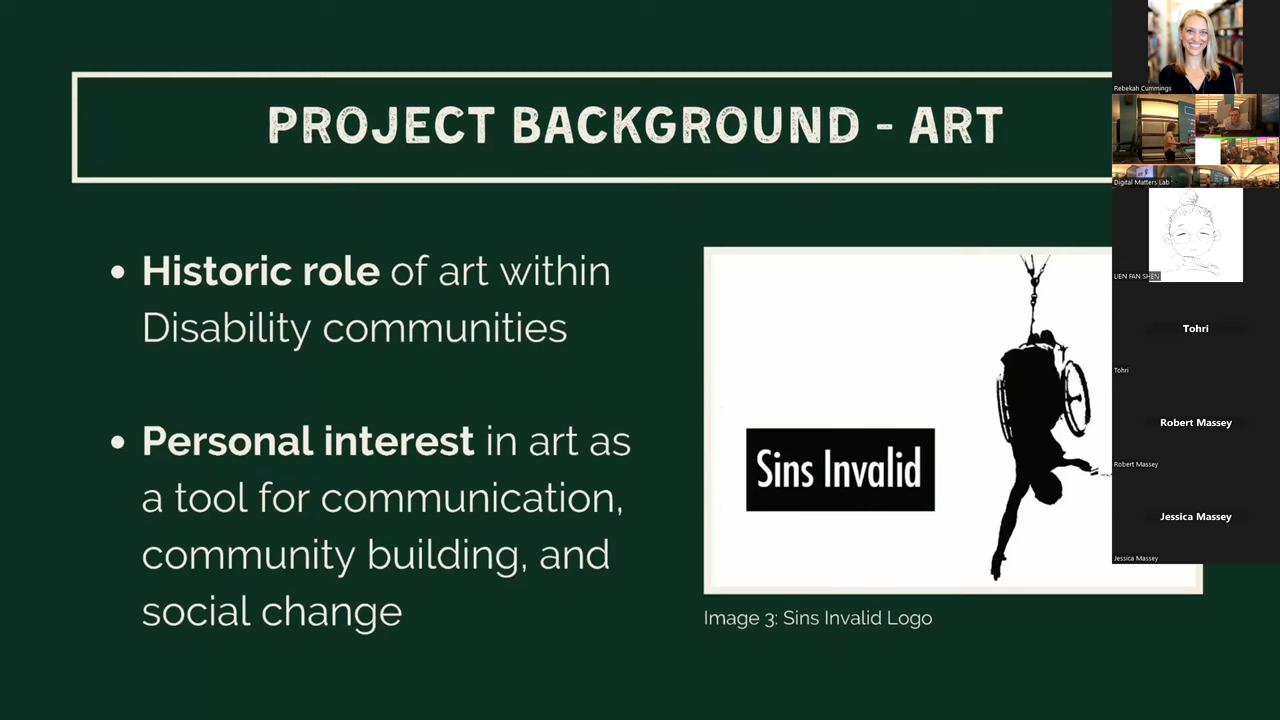 PROJECT BACKGROUND - ART
Historic role of art within
Disability communities
Personal interest in art as
a tool for communication,
community building, and
social change
Sins Invalid
Image 3: Sins Invalid Logo
Rebekah Cummings
Digital Matters Lab
LIEN FAN SHEN
Tohri
Tohri
Robert Massey
Robert Massey
Jessica Massey
Jessica Massey